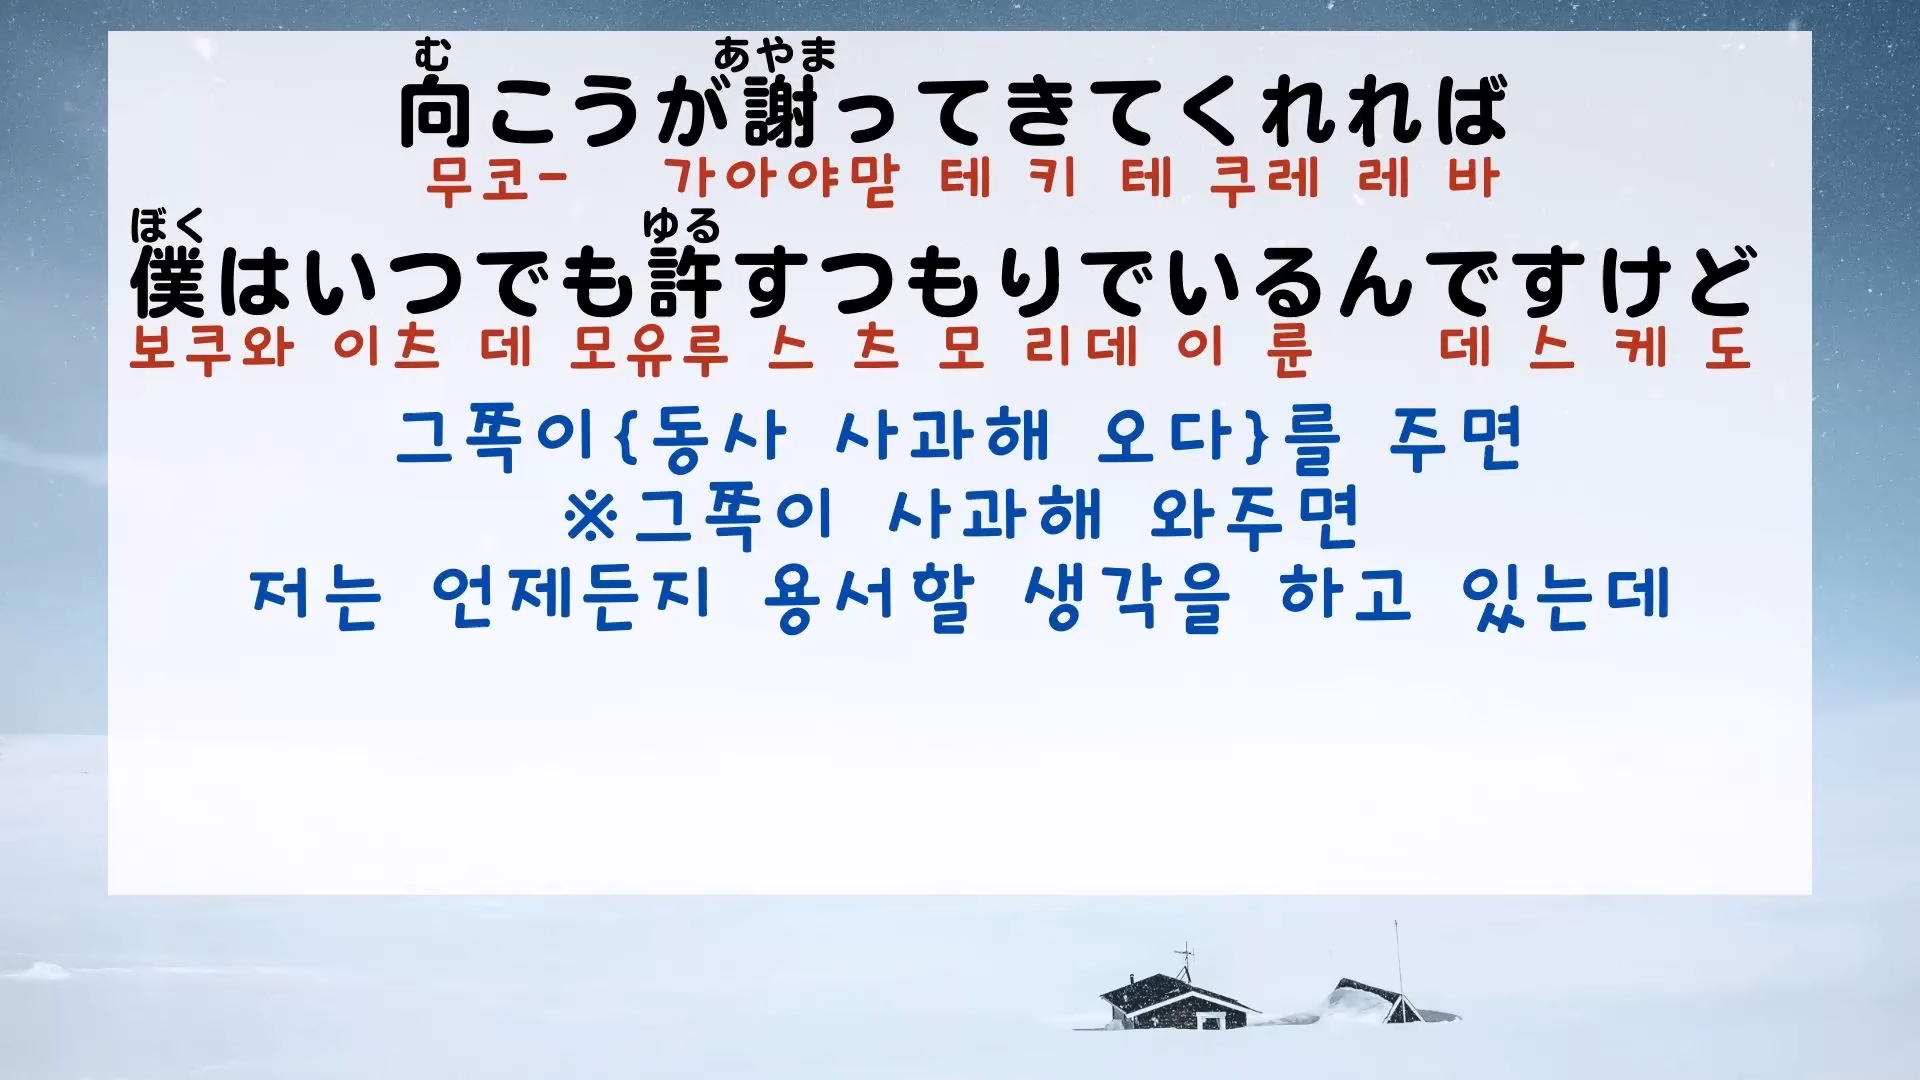 む あやま
向こうが謝ってきてくれれば
무코- 가아야맏 테 키 테 쿠레 레 바
ぼく ゆる
僕はいつでも許すつもりでいるんですけど
보쿠와 이츠 데 모유루 스 츠 모 리데 이 룬 데 스 케 도
그쪽이{동사 사과해 오다}를 주면
※그쪽이 사과해 와주면
저는 언제든지 용서할 생각을 하고 있는데